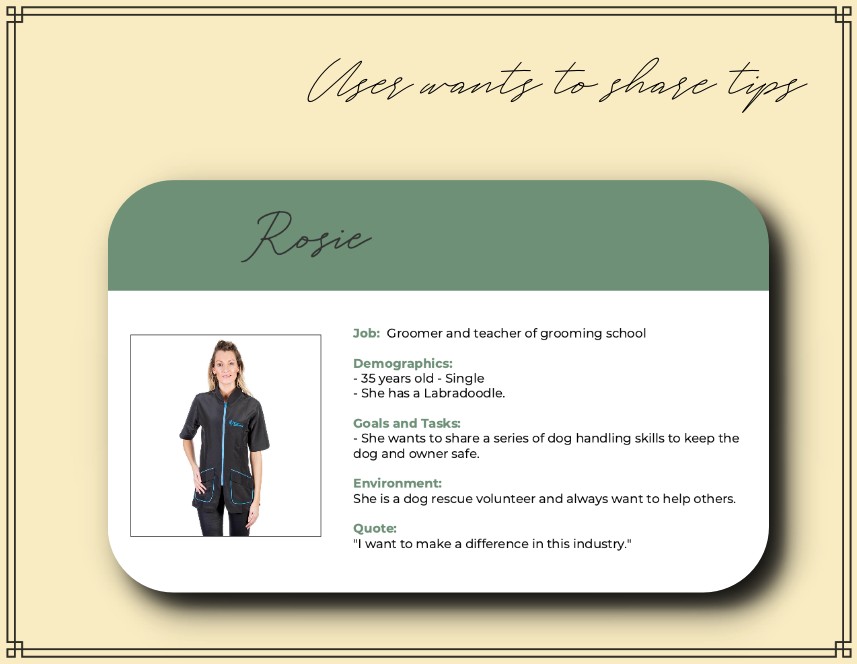 User wants to share tips
Rosie
Job: Groomer and teacher of grooming school
Demographics:
- 35 years old - Single
- She has a Labradoodle.
Goals and Tasks:
- She wants to share a series of dog handling skills to keep the
dog and owner safe.
Environment:
She is a dog rescue volunteer and always want to help others.
Quote:
"I want to make a difference in this industry."